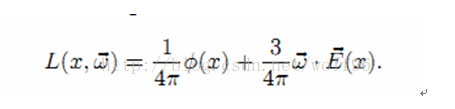 L(x, \vec{\omega}) = \frac{1}{4\pi}\phi(x) + \frac{3}{4\pi}\vec{\omega} \cdot \vec{E}(x).